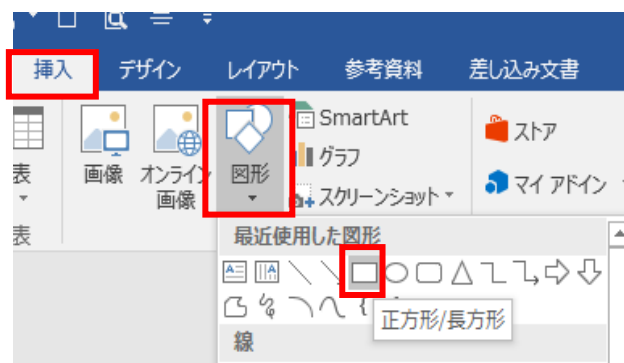 挿入 デザイン レイアウト 参考資料 差し込み文書
表 画像 オンライン画像 図形 SmartArt
グラフ
スクリーンショット
ストア
マイ アドイン
表
最近使用した図形
正方形/長方形
線